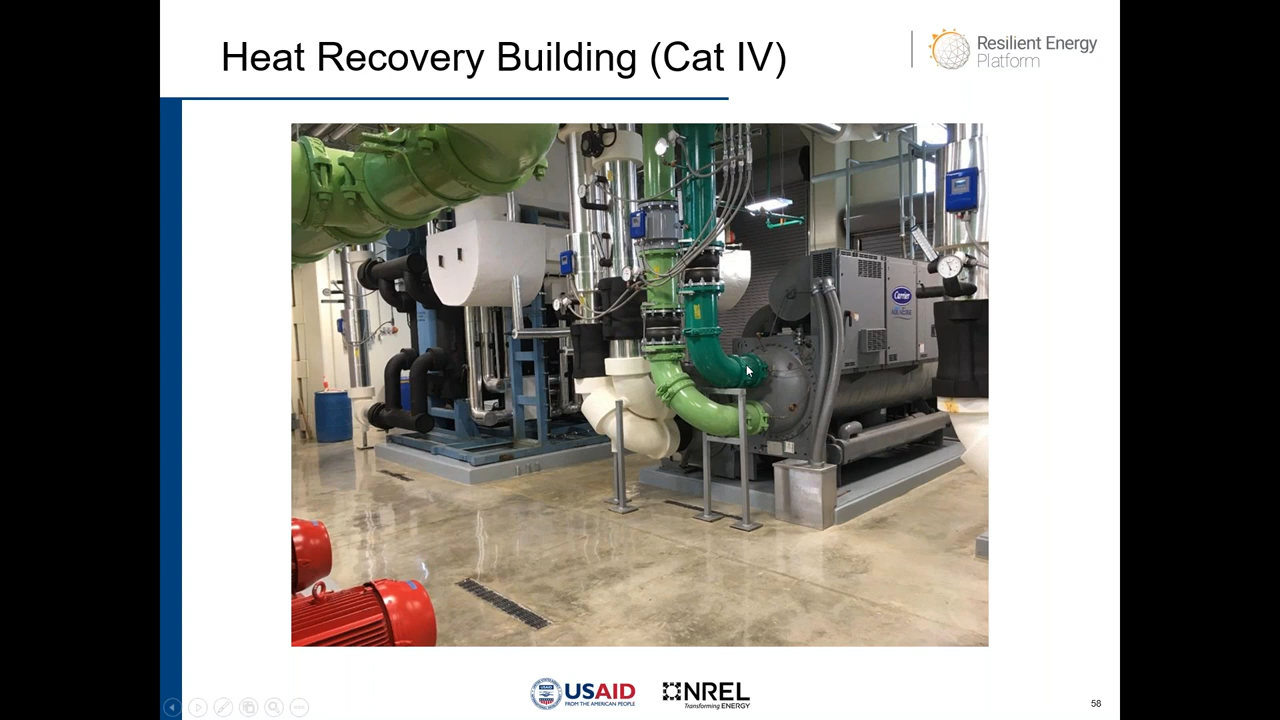 Heat Recovery Building (Cat IV)
Resilient Energy
Platform
Carrier
USAID
FROM THE AMERICAN PEOPLE
NREL
Transforming ENERGY
58